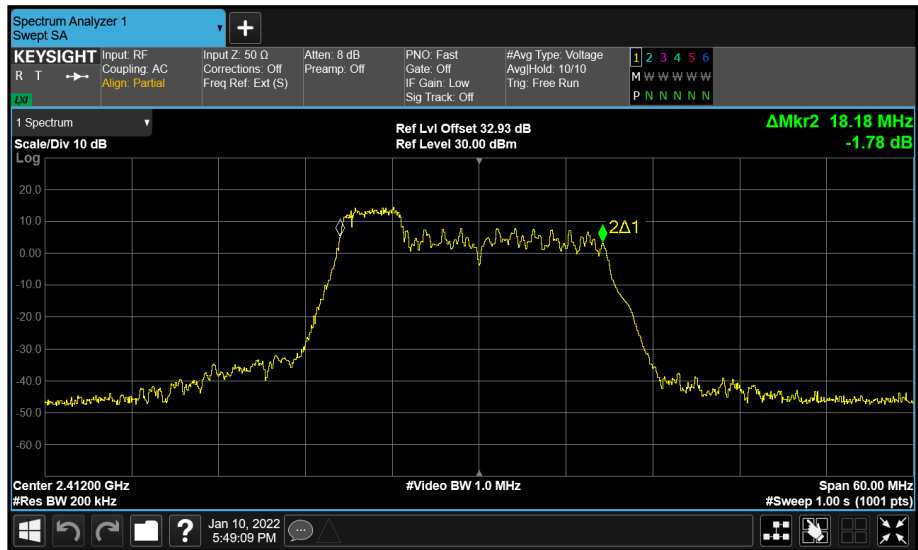 Spectrum Analyzer 1
Swept SA
+
KEYSIGHT
R T
LXI
Input: RF
Coupling: AC
Align: Partial
Input Z: 50 Ω
Corrections: Off
Freq Ref: Ext (S)
Atten: 8 dB
Preamp: Off
PNO: Fast
Gate: Off
IF Gain: Low
Sig Track: Off
#Avg Type: Voltage
Avg|Hold: 10/10
Trig: Free Run
1 2 3 4 5 6
M W W W W W
P N N N N N
1 Spectrum
Scale/Div 10 dB
Ref Lvl Offset 32.93 dB
Ref Level 30.00 dBm
ΔMkr2 18.18 MHz
-1.78 dB
Log
20.0
10.0
0.00
-10.0
-20.0
-30.0
-40.0
-50.0
-60.0
2Δ1
Center 2.41200 GHz
#Res BW 200 kHz
#Video BW 1.0 MHz
Span 60.00 MHz
#Sweep 1.00 s (1001 pts)
?
Jan 10, 2022
5:49:09 PM